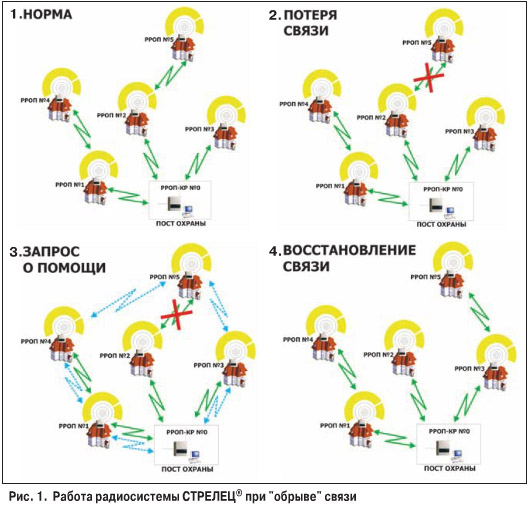 1.НОРМА
РРОП №5
РРОП №4
РРОП №2
РРОП №3
РРОП №1
РРОП-КР №0
ПОСТ ОХРАНЫ
2. ПОТЕРЯ
СВЯЗИ
РРОП №5
РРОП №4
РРОП №2
РРОП №3
РРОП №1
РРОП-КР №0
ПОСТ ОХРАНЫ
3.ЗАПРОС
О ПОМОЩИ
РРОП №5
РРОП №4
РРОП №2
РРОП №3
РРОП №1
РРОП-КР №0
ПОСТ ОХРАНЫ
4.ВОССТАНОВЛЕНИЕ
СВЯЗИ
РРОП №5
РРОП №4
РРОП №2
РРОП №3
РРОП №1
РРОП-КР №0
ПОСТ ОХРАНЫ
Рис. 1. Работа радиосистемы СТРЕЛЕЦ® при "обрыве" связи